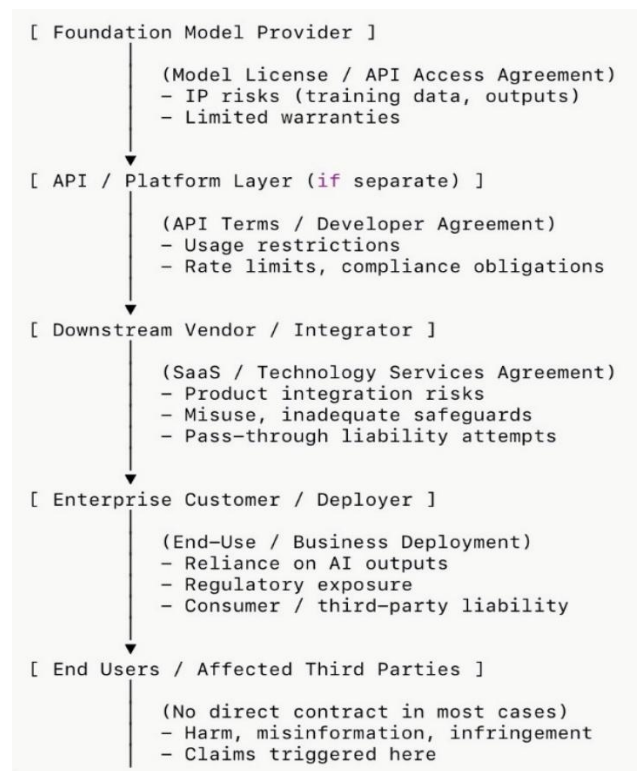 [ Foundation Model Provider ]
(Model License / API Access Agreement)
– IP risks (training data, outputs)
– Limited warranties
[ API / Platform Layer (if separate) ]
(API Terms / Developer Agreement)
– Usage restrictions
– Rate limits, compliance obligations
[ Downstream Vendor / Integrator ]
(SaaS / Technology Services Agreement)
– Product integration risks
– Misuse, inadequate safeguards
– Pass–through liability attempts
[ Enterprise Customer / Deployer ]
(End–Use / Business Deployment)
– Reliance on AI outputs
– Regulatory exposure
– Consumer / third–party liability
[ End Users / Affected Third Parties ]
(No direct contract in most cases)
– Harm, misinformation, infringement
– Claims triggered here